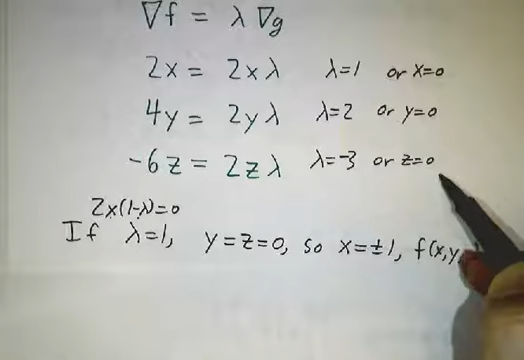 ∇f = λ ∇g
2x = 2xλ λ=1 or x=0
4y = 2yλ λ=2 or y=0
-6z = 2zλ λ=-3 or z=0
2x(1-λ)=0
If λ=1, y=z=0, so x=±1, f(x,y,